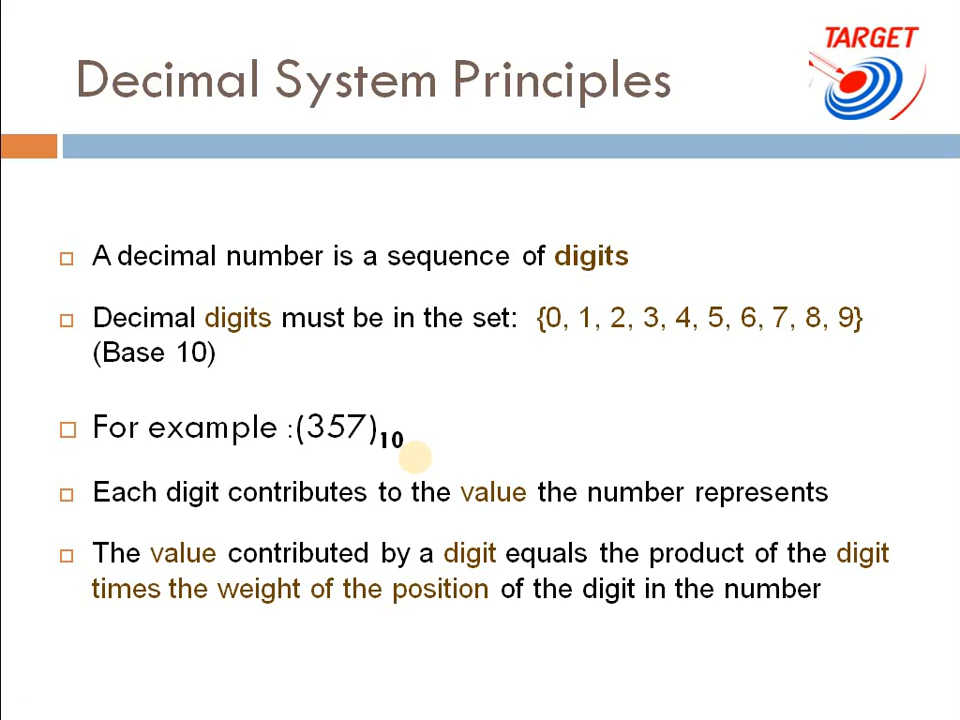 Decimal System Principles
TARGET
A decimal number is a sequence of digits
Decimal digits must be in the set: {0, 1, 2, 3, 4, 5, 6, 7, 8, 9}
(Base 10)
For example :(357)10
Each digit contributes to the value the number represents
The value contributed by a digit equals the product of the digit
times the weight of the position of the digit in the number